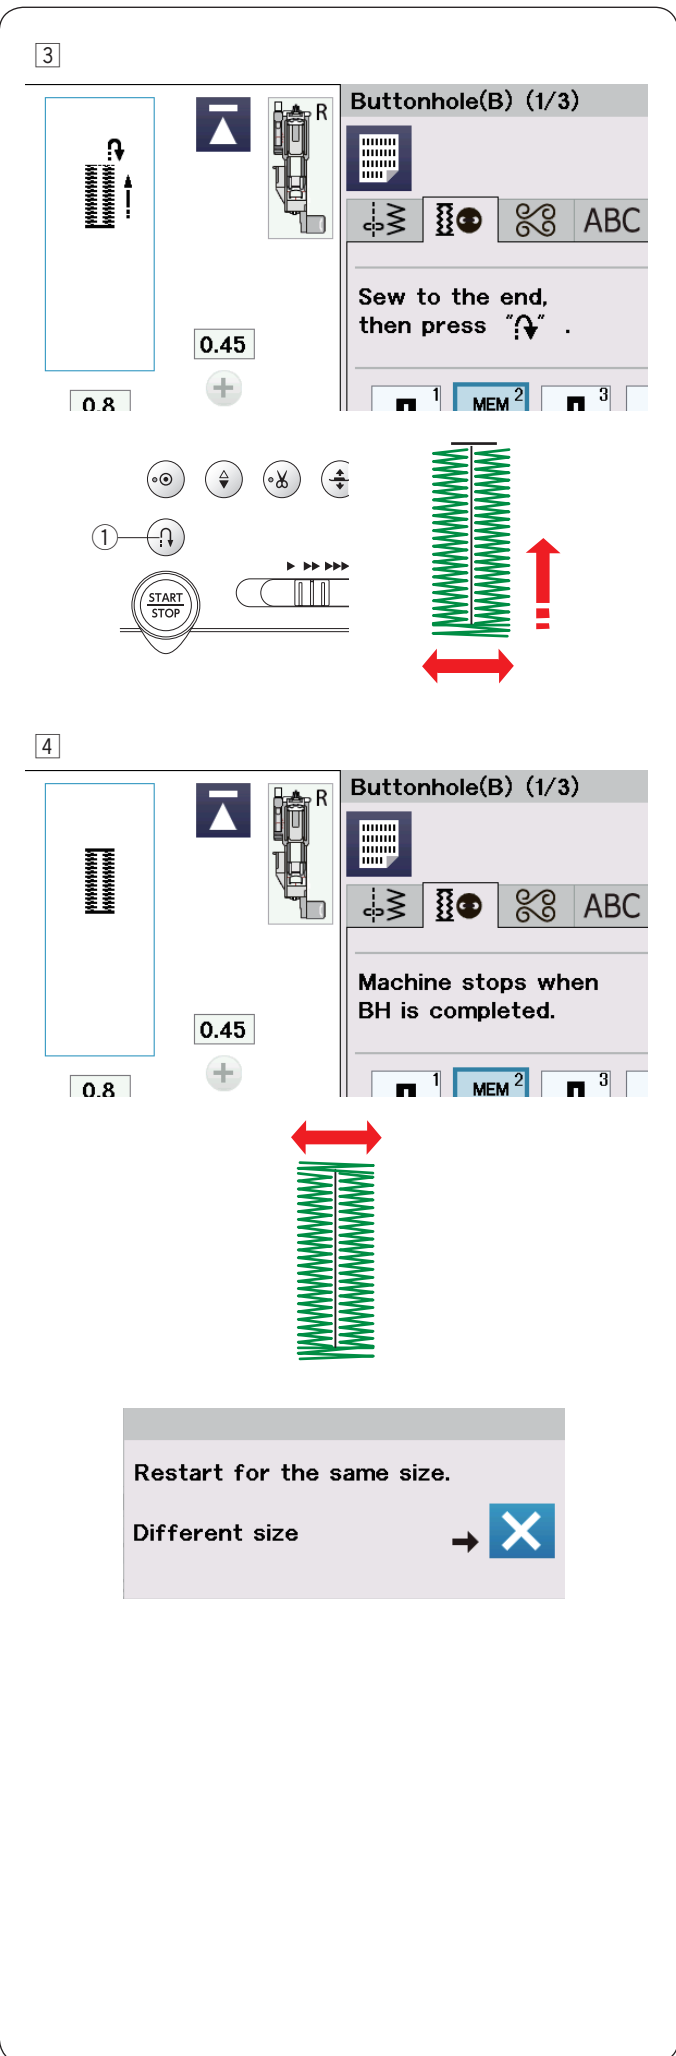 3
R
Buttonhole(B) (1/3)
ABC
Sew to the end,
then press " " .
0.45
0.8
1
MEM 2
3
1
START
STOP
4
R
Buttonhole(B) (1/3)
ABC
Machine stops when
BH is completed.
0.45
0.8
1
MEM 2
3
Restart for the same size.
Different size